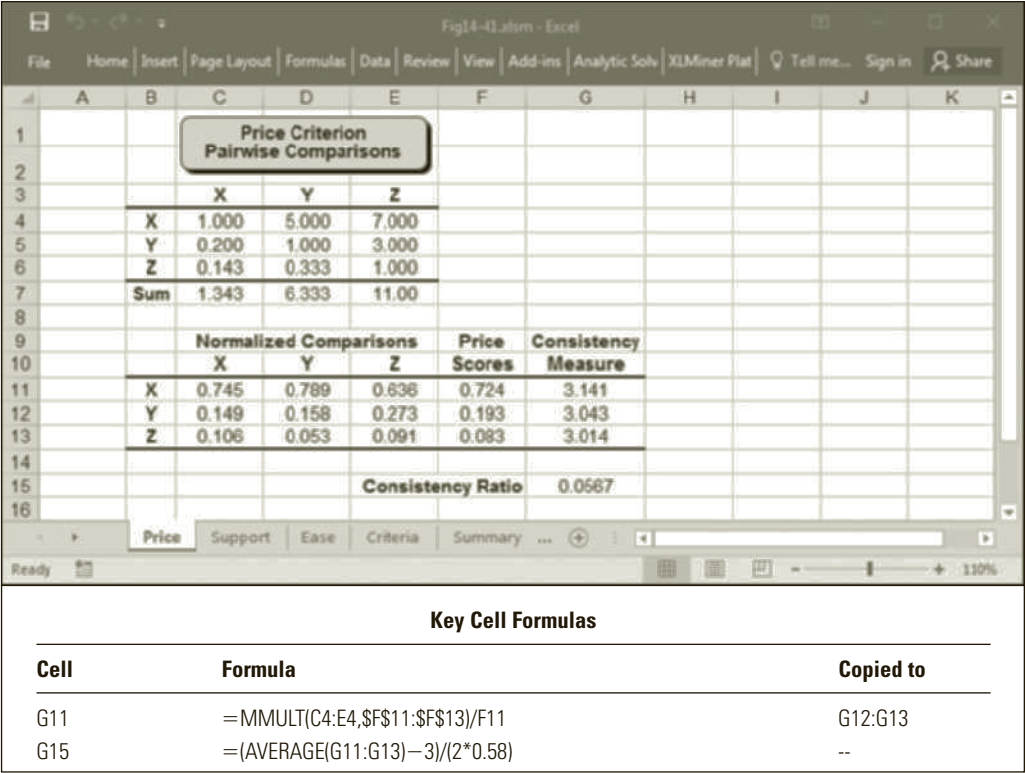 Fig14-41.xlsm - Excel
File Home Insert Page Layout Formulas Data Review View Add-ins Analytic Solv XLMiner Plat Tell me... Sign in Share
A B C D E F G H I J K
1 Price Criterion
2 Pairwise Comparisons
3 X Y Z
4 X 1.000 5.000 7.000
5 Y 0.200 1.000 3.000
6 Z 0.143 0.333 1.000
7 Sum 1.343 6.333 11.00
8
9 Normalized Comparisons Price Consistency
10 X Y Z Scores Measure
11 X 0.745 0.789 0.636 0.724 3.141
12 Y 0.149 0.158 0.273 0.193 3.043
13 Z 0.106 0.053 0.091 0.083 3.014
14
15 Consistency Ratio 0.0567
16
Price Support Ease Criteria Summary ...
Ready 110%
Key Cell Formulas
Cell Formula Copied to
G11 =MMULT(C4:E4,$F$11:$F$13)/F11 G12:G13
G15 =(AVERAGE(G11:G13)−3)/(2*0.58) --